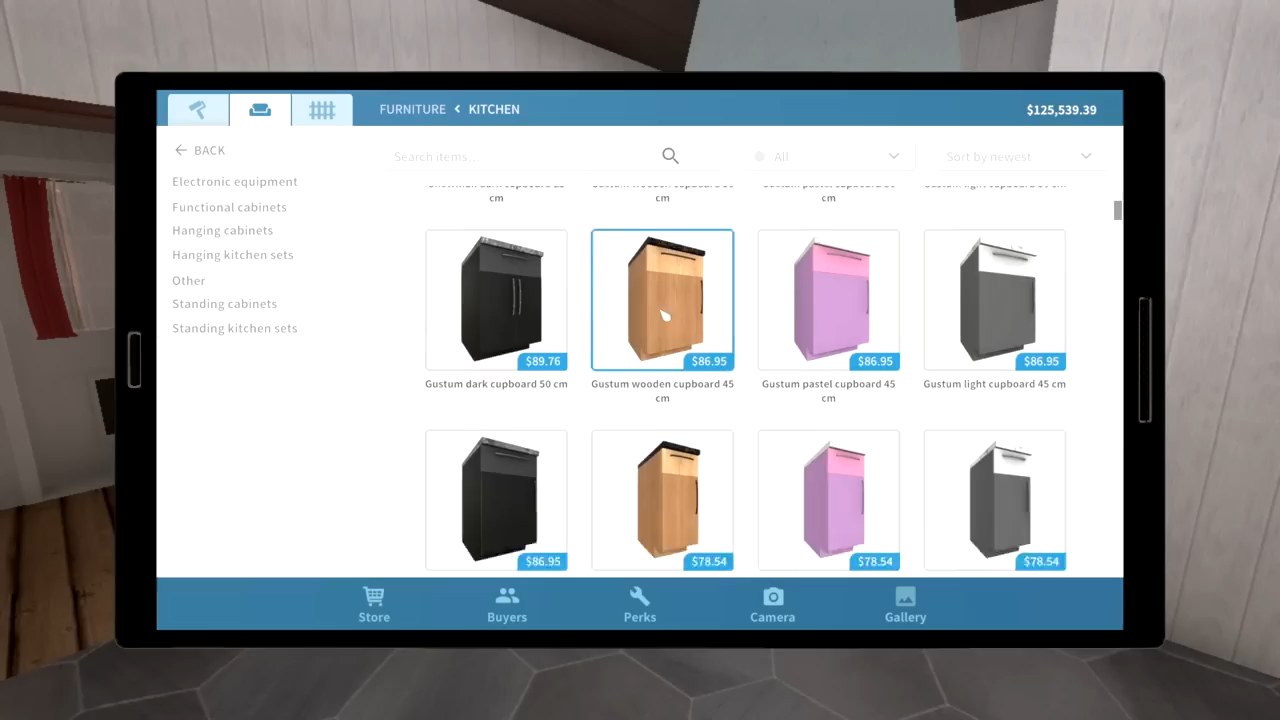 FURNITURE < KITCHEN
$125,539.39
BACK
Search items...
All
Sort by newest
Electronic equipment
Functional cabinets
Hanging cabinets
Hanging kitchen sets
Other
Standing cabinets
Standing kitchen sets
cm
cm
cm
cm
$89.76
$86.95
$86.95
$86.95
Gustum dark cupboard 50 cm
Gustum wooden cupboard 45
cm
Gustum pastel cupboard 45
cm
Gustum light cupboard 45 cm
$86.95
$78.54
$78.54
$78.54
Store
Buyers
Perks
Camera
Gallery